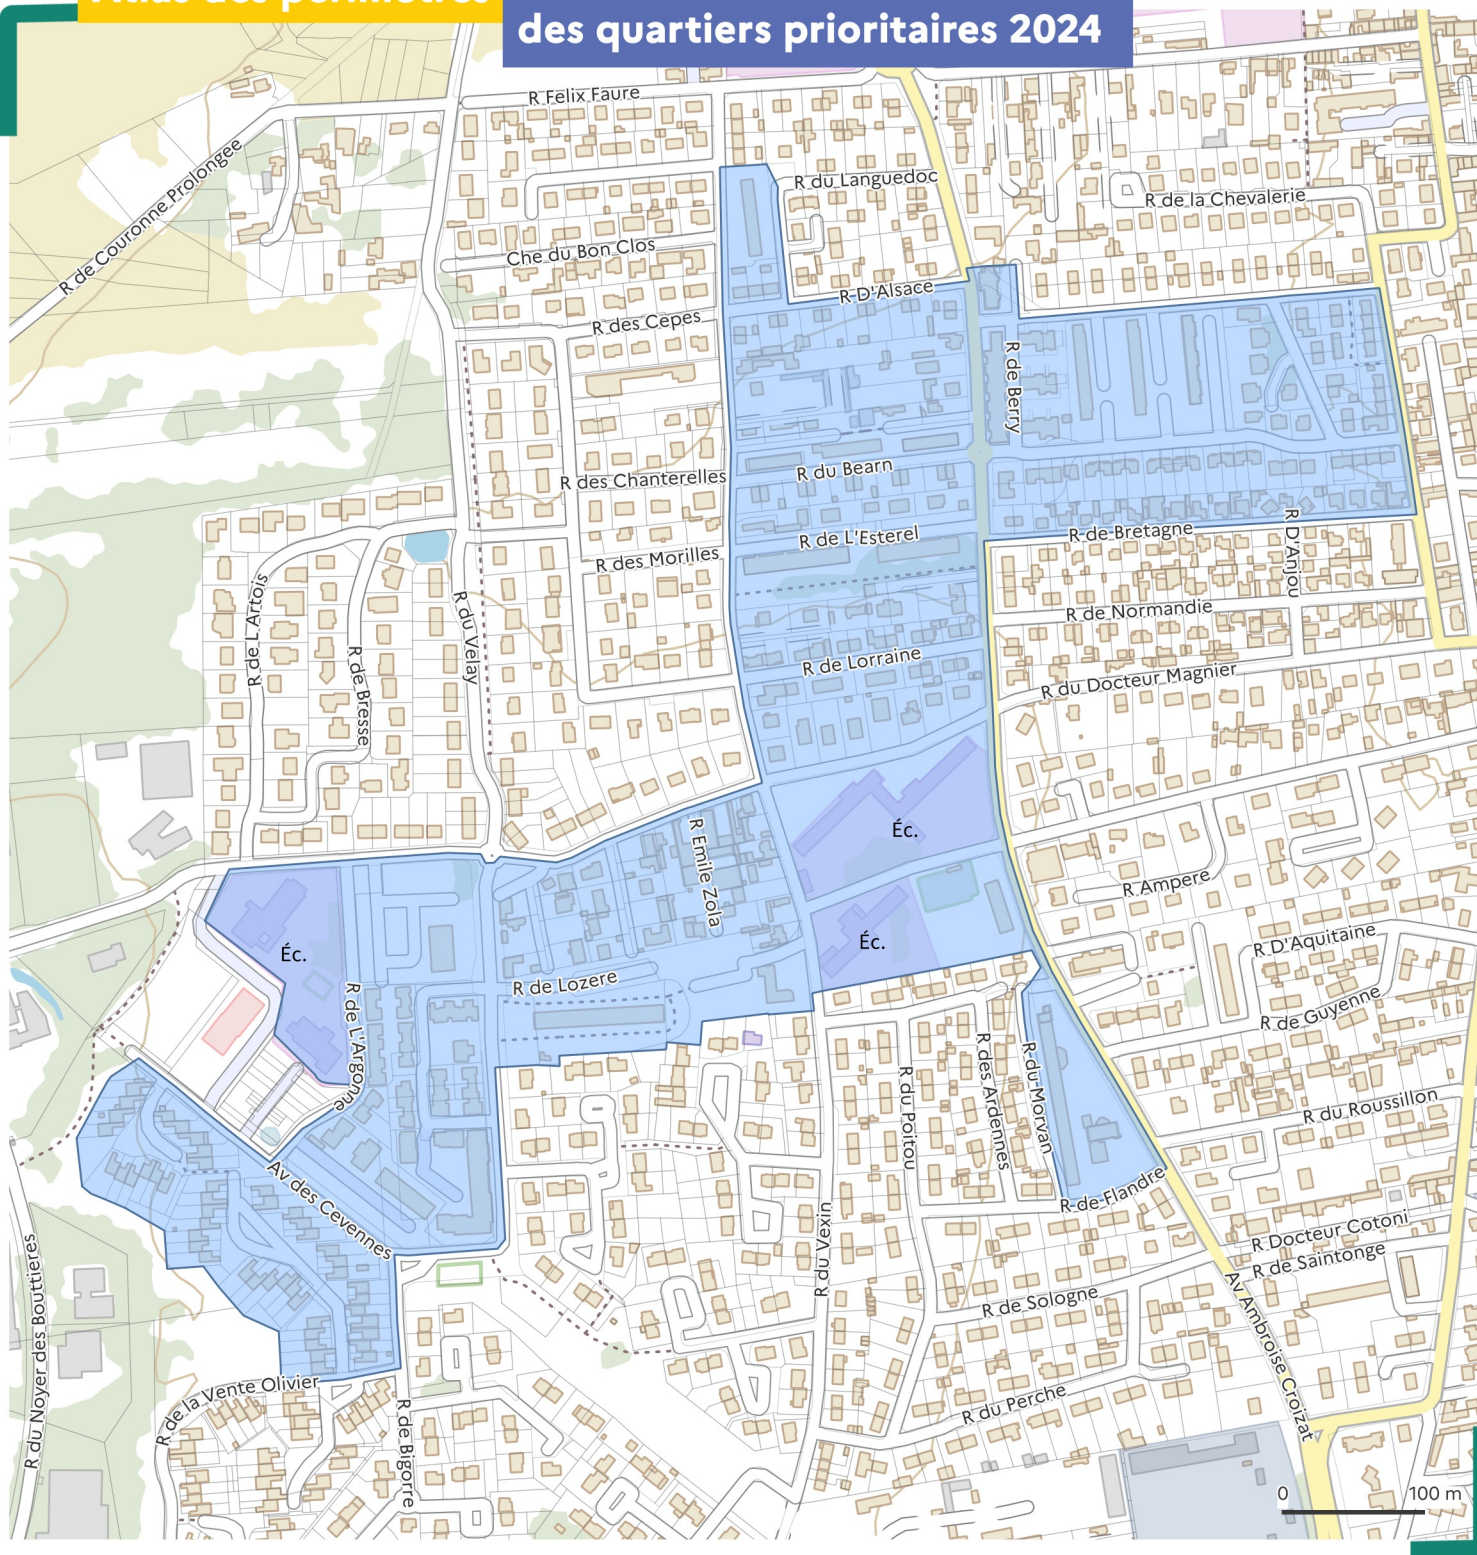 Atlas des périmètres
des quartiers prioritaires 2024
R Felix Faure
R de Couronne Prolongee
R du Languedoc
R de la Chevalerie
Che du Bon Clos
R D'Alsace
R des Cepes
R de Berry
R des Chanterelles
R du Bearn
R de L'Esterel
R de Bretagne
R D'Anjou
R des Morilles
R de L'Artois
R du Velay
R de Normandie
R de Bresse
R de Lorraine
R du Docteur Magnier
R Emile Zola
Éc.
R Ampere
Éc.
Éc.
R D'Aquitaine
R de Lozere
R de L'Argonne
R de Guyenne
R du Morvan
R des Ardennes
R du Poitou
R du Roussillon
Av des Cevennes
R de Flandre
R du Vexin
R Docteur Cotoni
R de Saintonge
R du Noyer des Bouttieres
R de Sologne
Av Ambroise Croizat
R de la Vente Olivier
R du Perche
R de Bigorre
0 100 m